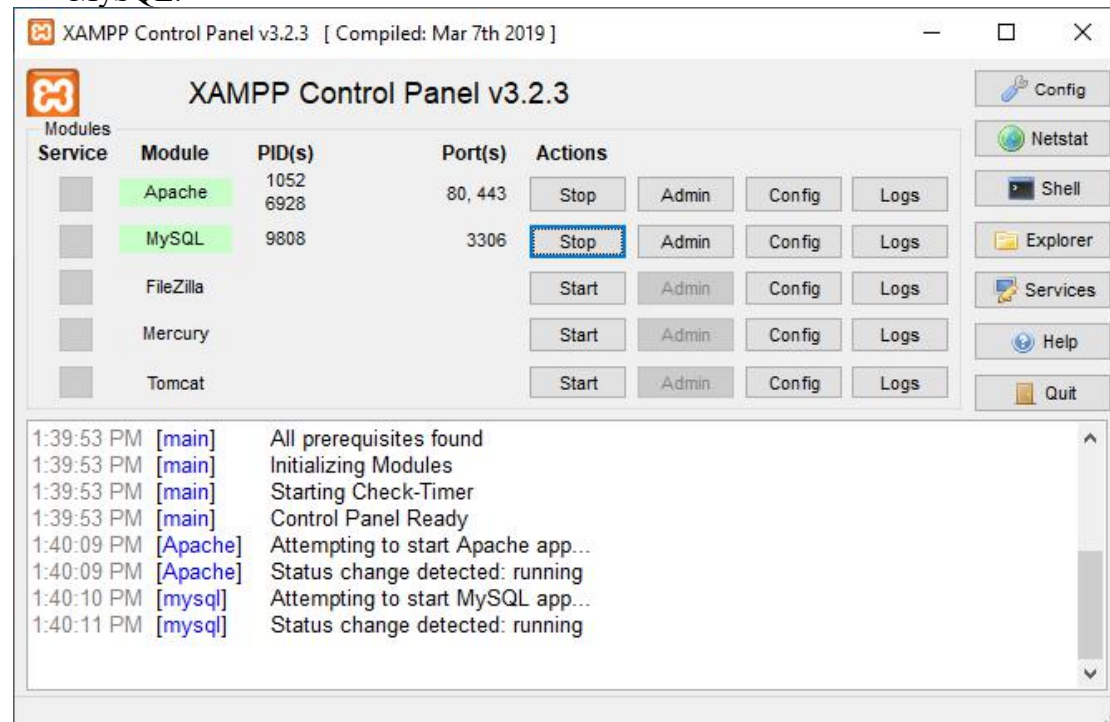 MySQL.
XAMPP Control Panel v3.2.3 [ Compiled: Mar 7th 2019 ]
XAMPP Control Panel v3.2.3
Config
Modules
Service Module PID(s) Port(s) Actions
Netstat
Apache 1052 6928 80, 443 Stop Admin Config Logs
Shell
MySQL 9808 3306 Stop Admin Config Logs
Explorer
FileZilla Start Admin Config Logs
Services
Mercury Start Admin Config Logs
Help
Tomcat Start Admin Config Logs
Quit
1:39:53 PM [main] All prerequisites found
1:39:53 PM [main] Initializing Modules
1:39:53 PM [main] Starting Check-Timer
1:39:53 PM [main] Control Panel Ready
1:40:09 PM [Apache] Attempting to start Apache app...
1:40:09 PM [Apache] Status change detected: running
1:40:10 PM [mysql] Attempting to start MySQL app...
1:40:11 PM [mysql] Status change detected: running